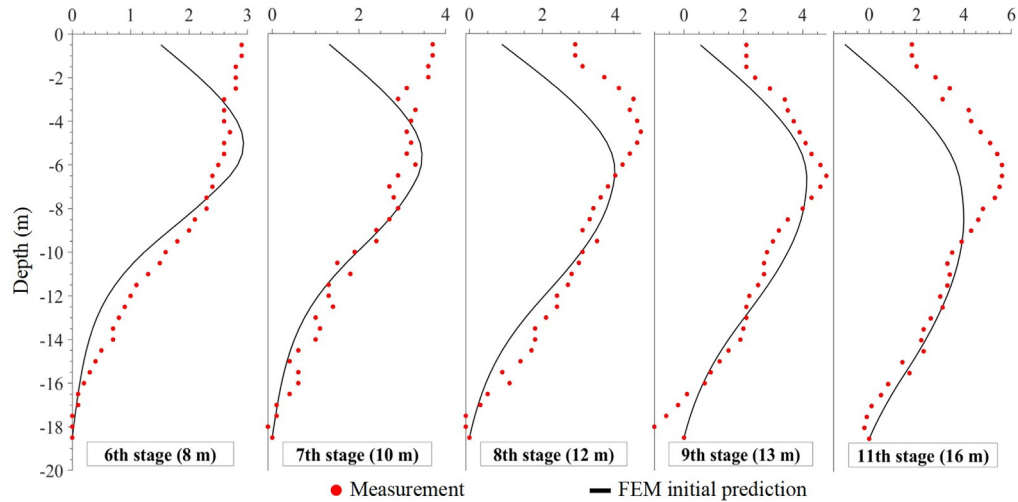 0 1 2 3
0 2 4
0 2 4
0 2 4
0 2 4 6
0
-2
-4
-6
-8
-10
-12
-14
-16
-18
-20
Depth (m)
6th stage (8 m)
7th stage (10 m)
8th stage (12 m)
9th stage (13 m)
11th stage (16 m)
Measurement
FEM initial prediction